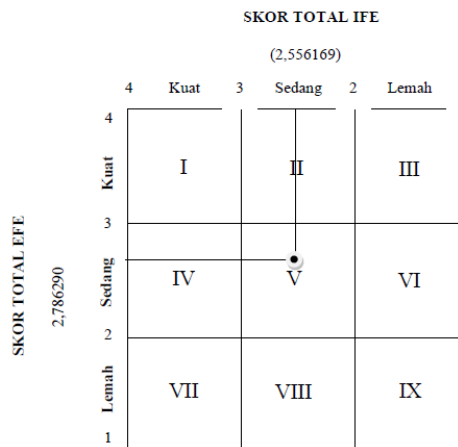 SKOR TOTAL IFE
(2,556169)
4 Kuat 3 Sedang 2 Lemah
4
Kuat
I II III
3
SKOR TOTAL EFE
2,786290
Sedang
IV V VI
2
Lemah
VII VIII IX
1